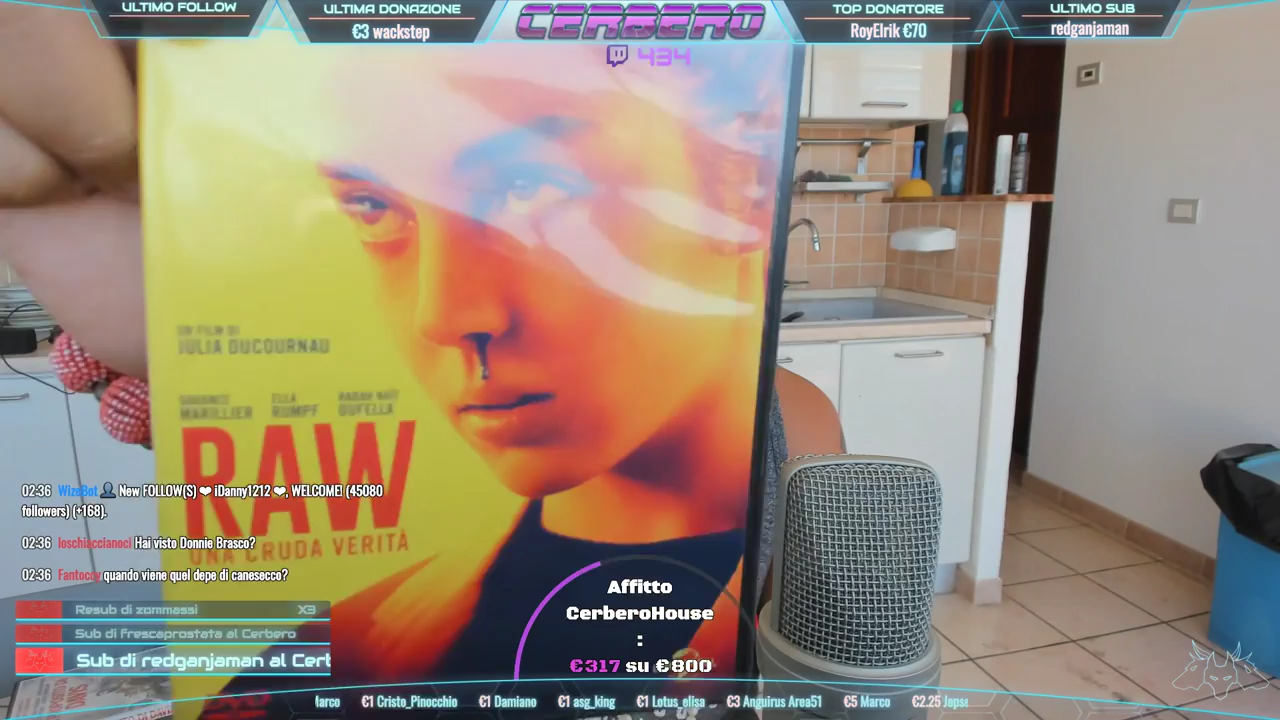 ULTIMO FOLLOW
ULTIMA DONAZIONE
€3 wackstep
CERBERO
434
TOP DONATORE
RoyElrik €70
ULTIMO SUB
redganjaman
UN FILM DI
JULIA DUCOURNAU
GARANCE
MARILLIER
ELLA
RUMPF
RABAH NAIT
OUFELLA
RAW
UNA CRUDA VERITÀ
02:36 WizeBot New FOLLOW(S) ❤ iDanny1212 ❤, WELCOME! (45080
followers) (+168).
02:36 loschiaccianoci Hai visto Donnie Brasco?
02:36 Fantocoy quando viene quel depe di canesecco?
Resub di zommassi X3
Sub di frescaprostata al Cerbero
Sub di redganjaman al Cert
Affitto
CerberoHouse
:
€317 su €800
Marco €1 Cristo_Pinocchio €1 Damiano €1 asg_king €1 Lotus_elisa €3 Anguirus Area51 €5 Marco €2.25 Jopse